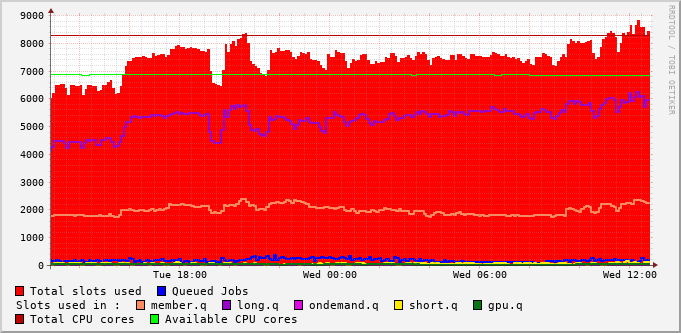 9000
8000
7000
6000
5000
4000
3000
2000
1000
0
Tue 18:00 Wed 00:00 Wed 06:00 Wed 12:00
RRDTOOL / TOBI OETIKER
Total slots used Queued Jobs
Slots used in : member.q long.q ondemand.q short.q gpu.q
Total CPU cores Available CPU cores